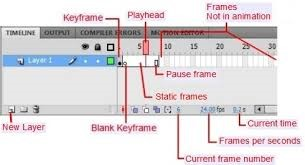 Frames
Not in animation
Playhead
Keyframe
TIMELINE OUTPUT COMPILER ERRORS MOTION EDITOR
5 10 15 20 25 30
Layer 1
Pause frame
Static frames
6 24.00 fps 0.2 s
New Layer
Blank Keyframe
Current time
Frames per seconds
Current frame number